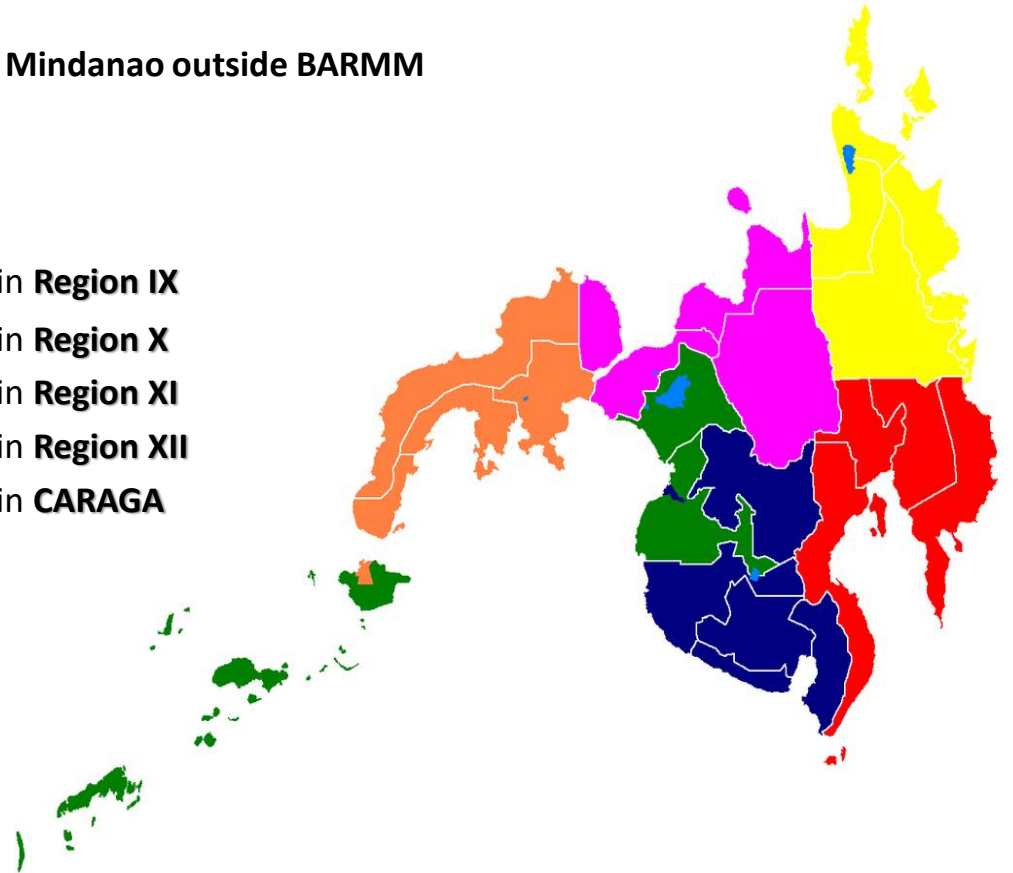 Mindanao outside BARMM
in Region IX
in Region X
in Region XI
in Region XII
in CARAGA